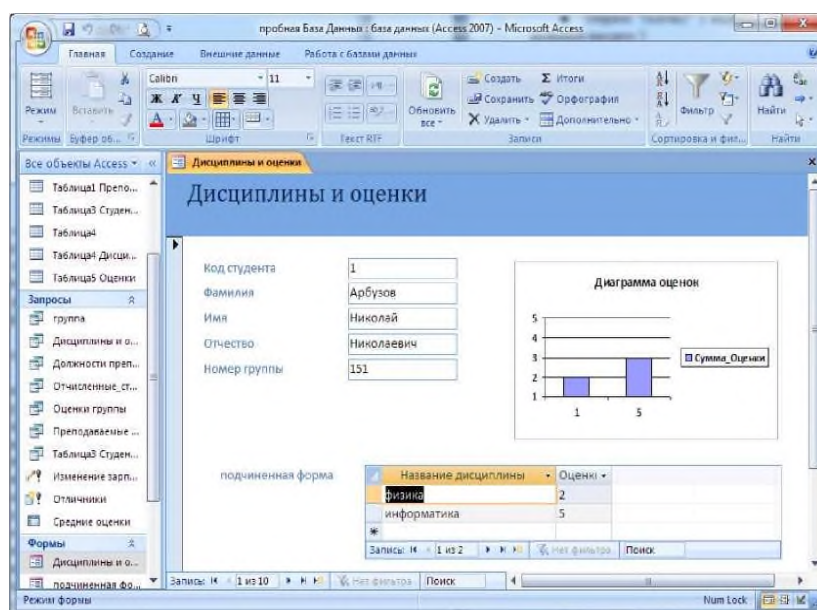 пробная База Данных : база данных (Access 2007) - Microsoft Access
Главная Создание Внешние данные Работа с базами данных
Calibri 11
Ж К Ч
Режим Вставить Обновить все Создать Сохранить Удалить Итоги Орфография Дополнительно Фильтр Найти
Режимы Буфер об... Шрифт Текст RTF Записи Сортировка и фил... Найти
Все объекты Access
Таблица1 Препо...
Таблица3 Студен...
Таблица4
Таблица4 Дисци...
Таблица5 Оценки
Запросы
группа
Дисциплины и о...
Должности преп...
Отчисленные_ст...
Оценки группы
Преподаваемые ...
Таблица3 Студен...
Изменение зарп...
Отличники
Средние оценки
Формы
Дисциплины и о...
подчиненная фо...
Дисциплины и оценки
Дисциплины и оценки
Код студента 1
Фамилия Арбузов
Имя Николай
Отчество Николаевич
Номер группы 151
Диаграмма оценок
5
4
3
2
1
1 5
Сумма_Оценки
подчиненная форма
Название дисциплины Оценки
физика 2
информатика 5
Запись: 1 из 2 Нет фильтра Поиск
Запись: 1 из 10 Нет фильтра Поиск
Режим формы Num Lock